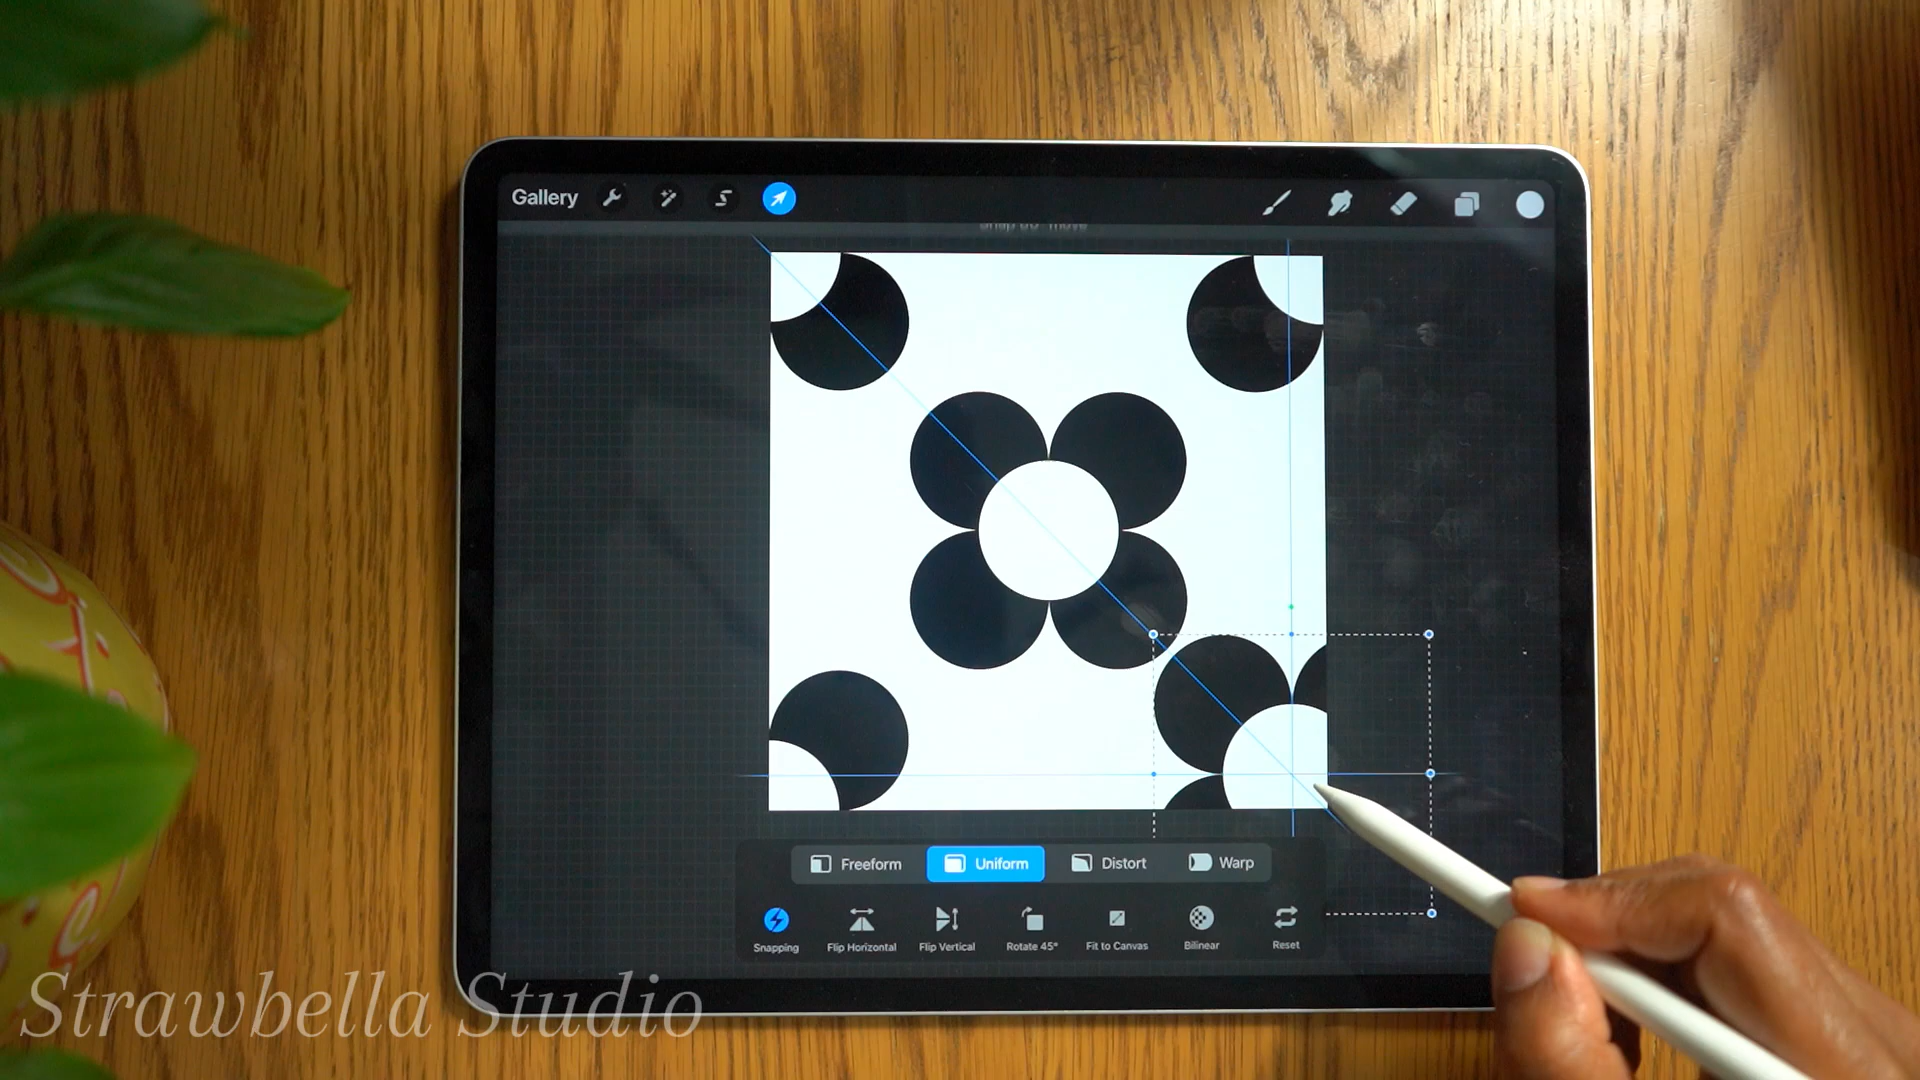 Gallery
Freeform Uniform Distort Warp
Snapping Flip Horizontal Flip Vertical Rotate 45° Fit to Canvas Bilinear Reset
Strawbella Studio